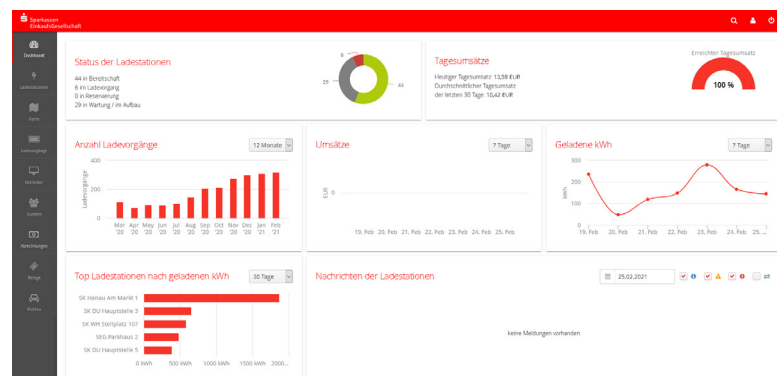 Sparkassen
Einkaufsgesellschaft
Dashboard
Ladestationen
Karte
Ladevorgänge
Kunden
Abrechnungen
Belege
Flotten
Status der Ladestationen
44 in Bereitschaft
6 im Ladevorgang
0 in Reservierung
29 in Wartung / im Aufbau
6
29
44
Tagesumsätze
Heutiger Tagesumsatz: 13,58 EUR
Durchschnittlicher Tagesumsatz
der letzten 30 Tage: 10,42 EUR
Erreichter Tagesumsatz
100 %
Anzahl Ladevorgänge
12 Monate
Ladevorgänge
400
200
0
Mar '20 Apr '20 May '20 Jun '20 Jul '20 Aug '20 Sep '20 Oct '20 Nov '20 Dec '20 Jan '21 Feb '21
Umsätze
7 Tage
EUR
0
19. Feb 20. Feb 21. Feb 22. Feb 23. Feb 24. Feb 25. Feb
Geladene kWh
7 Tage
kWh
300
200
100
0
19. Feb 20. Feb 21. Feb 22. Feb 23. Feb 24. Feb 25. ...
Top Ladestationen nach geladenen kWh
30 Tage
SK Hanau Am Markt 1
SK DU Hauptstelle 3
SK WH Stellplatz 107
SEG Parkhaus 2
SK DU Hauptstelle 5
0 kWh 500 kWh 1000 kWh 1500 kWh 2000...
Nachrichten der Ladestationen
25.02.2021
keine Meldungen vorhanden